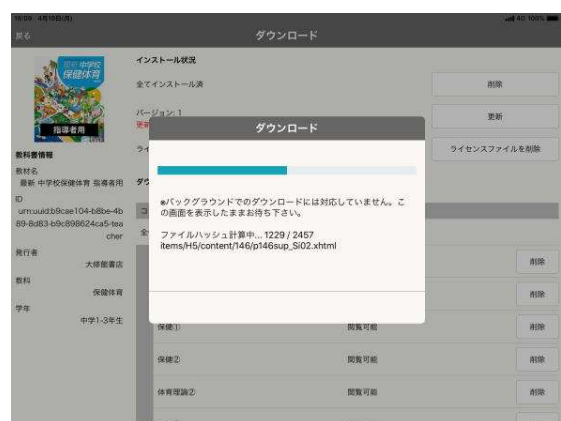 16:09 4月10日(月)
4G 100%
戻る
ダウンロード
最新 中学校
保健体育
指導者用
教科書情報
教材名
最新 中学校保健体育 指導者用
ID
urn:uuid:b9cae104-b8be-4b
89-8d83-b9c898624ca5-tea
cher
発行者
大修館書店
教科
保健体育
学年
中学1-3年生
インストール状況
全てインストール済
削除
バージョン: 1
更新
更新
ライセンスファイルを削除
ダウンロード
※バックグラウンドでのダウンロードには対応していません。こ
の画面を表示したままお待ち下さい。
ファイルハッシュ計算中... 1229 / 2457
items/H5/content/146/p146sup_Si02.xhtml
削除
削除
保健① 閲覧可能 削除
保健② 閲覧可能 削除
体育理論② 閲覧可能 削除